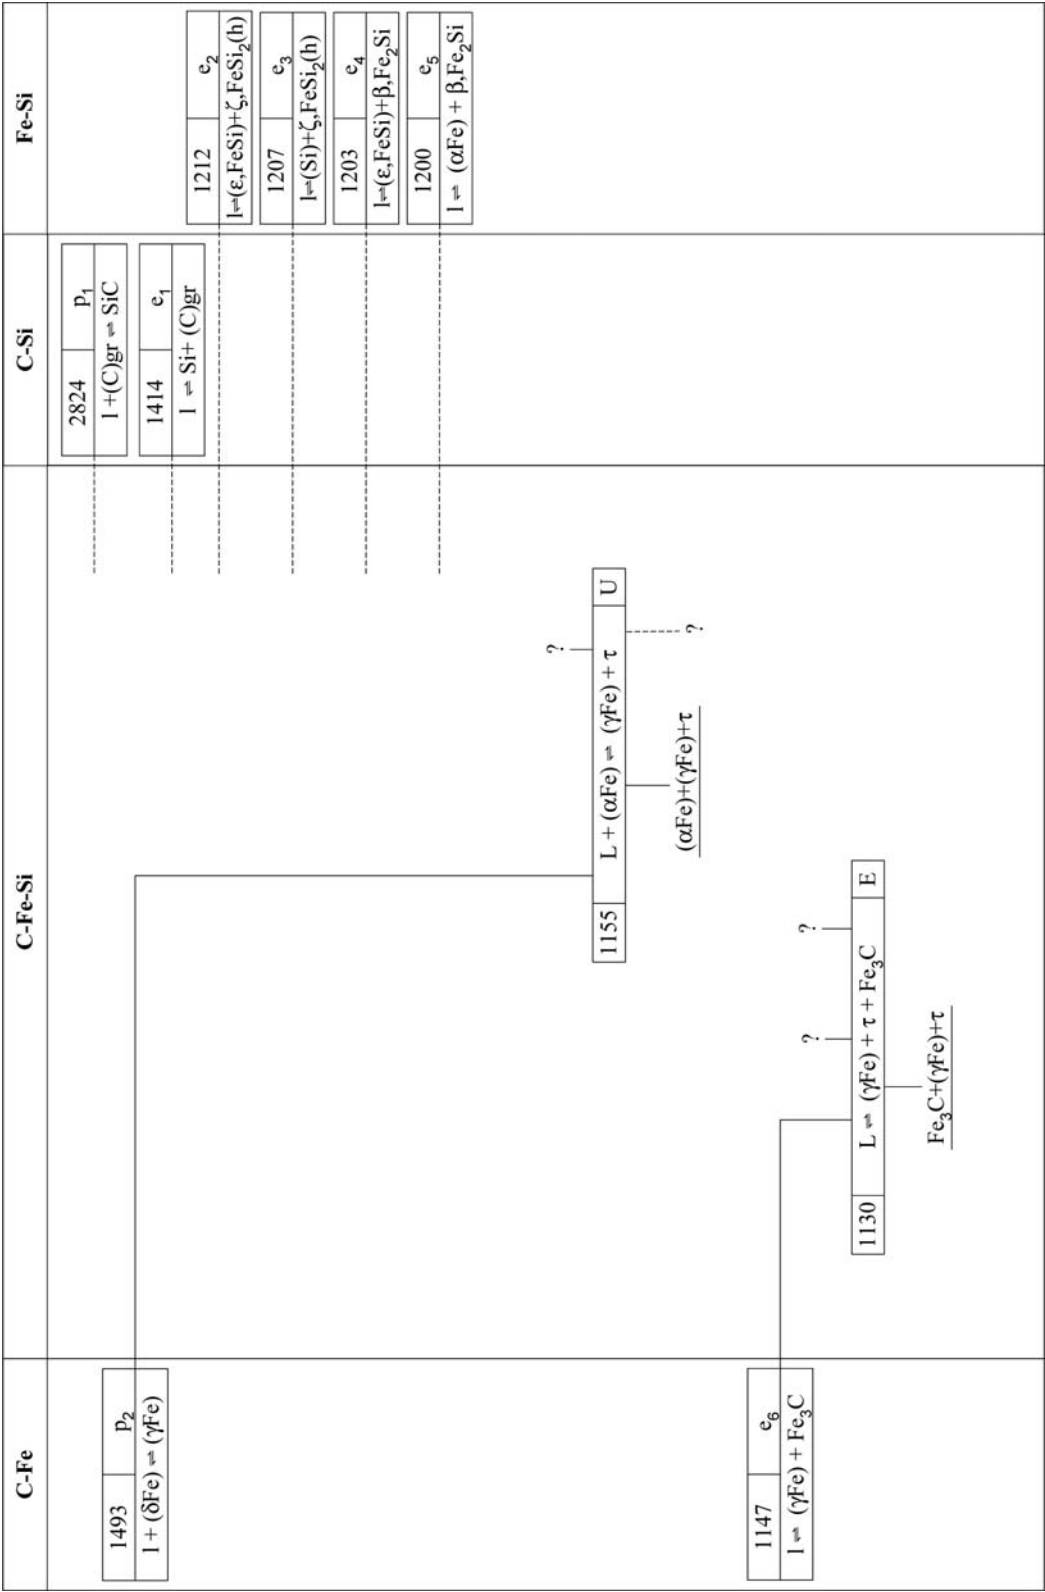 C-Fe
C-Fe-Si
C-Si
Fe-Si
2824 p₁
l +(C)gr ⇌ SiC
1493 p₂
l + (δFe) ⇌ (γFe)
1414 e₁
l ⇌ Si+ (C)gr
1212 e₂
l⇌(ε,FeSi)+ζ,FeSi₂(h)
1207 e₃
l⇌(Si)+ζ,FeSi₂(h)
1203 e₄
l⇌(ε,FeSi)+β,Fe₂Si
1200 e₅
l ⇌ (αFe) + β,Fe₂Si
?
1155 L + (αFe) ⇌ (γFe) + τ U
?
(αFe)+(γFe)+τ
1147 e₆
l⇌ (γFe) + Fe₃C
? ?
1130 L ⇌ (γFe) + τ + Fe₃C E
Fe₃C+(γFe)+τ